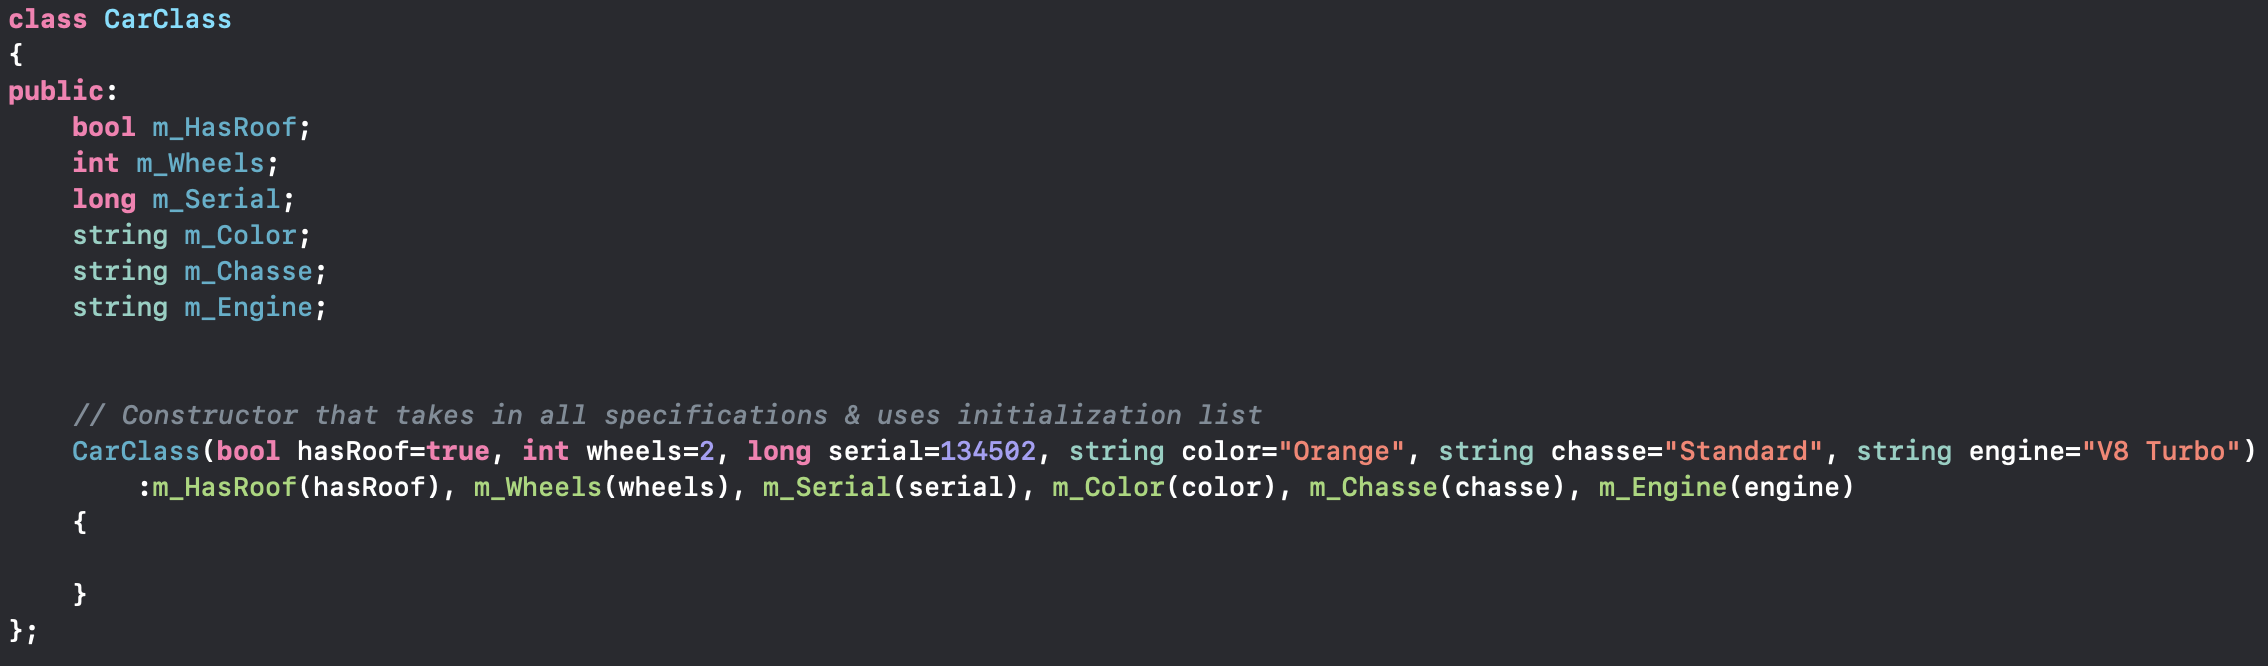 class CarClass
{
public:
    bool m_HasRoof;
    int m_Wheels;
    long m_Serial;
    string m_Color;
    string m_Chasse;
    string m_Engine;
    // Constructor that takes in all specifications & uses initialization list
    CarClass(bool hasRoof=true, int wheels=2, long serial=134502, string color="Orange", string chasse="Standard", string engine="V8 Turbo")
        :m_HasRoof(hasRoof), m_Wheels(wheels), m_Serial(serial), m_Color(color), m_Chasse(chasse), m_Engine(engine)
    {
    }
};